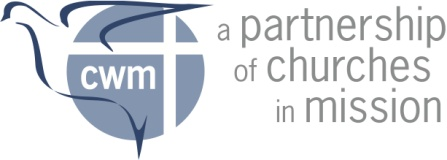 cwm
a partnership
of churches
in mission